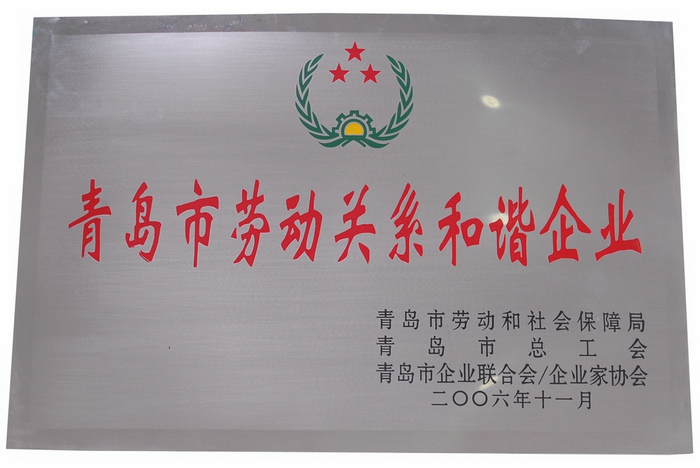 青岛市劳动关系和谐企业
青岛市劳动和社会保障局
青岛市总工会
青岛市企业联合会/企业家协会
二〇〇六年十一月